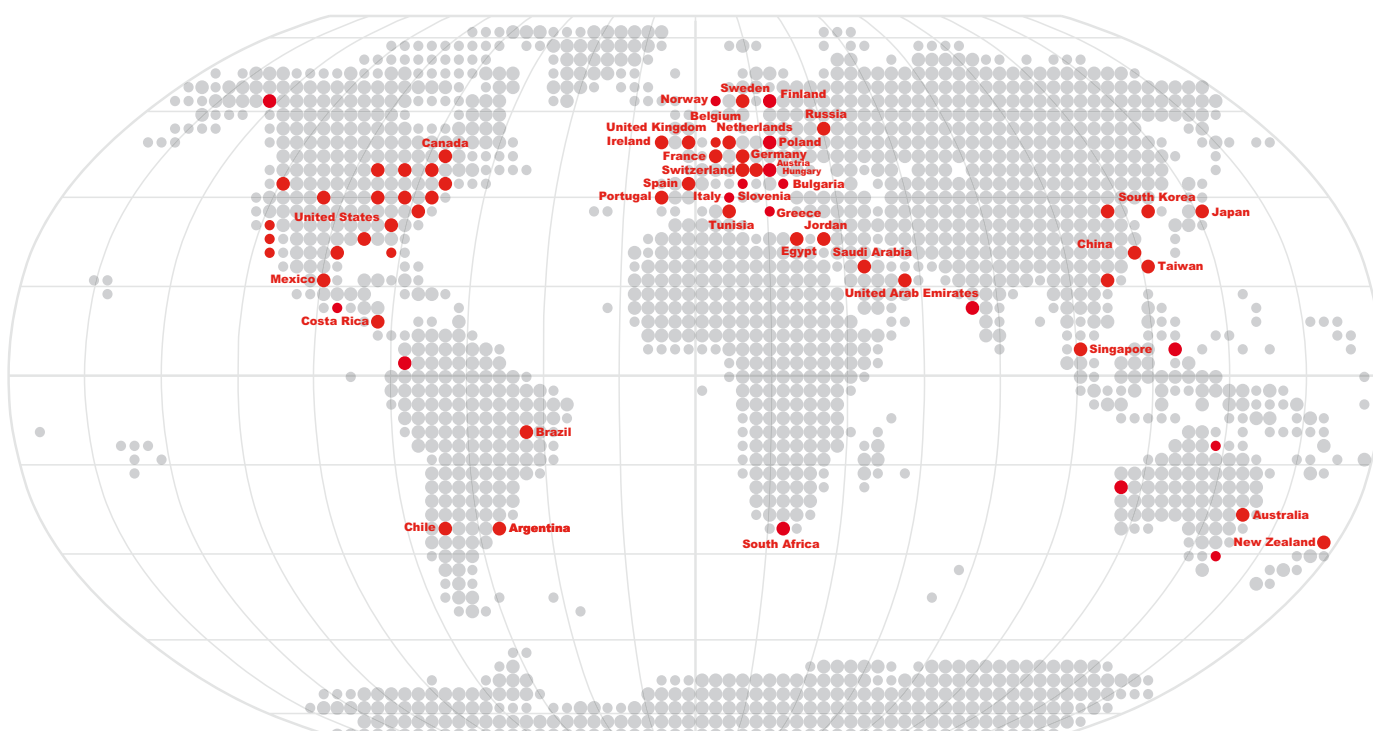 Sweden
Norway
Finland
Belgium
Russia
United Kingdom
Netherlands
Canada
Ireland
Poland
France
Germany
Austria
Switzerland
Hungary
Spain
Bulgaria
Portugal
Italy
Slovenia
South Korea
United States
Greece
Japan
Tunisia
Jordan
China
Egypt
Saudi Arabia
Taiwan
Mexico
United Arab Emirates
Costa Rica
Singapore
Brazil
Australia
Chile
Argentina
South Africa
New Zealand